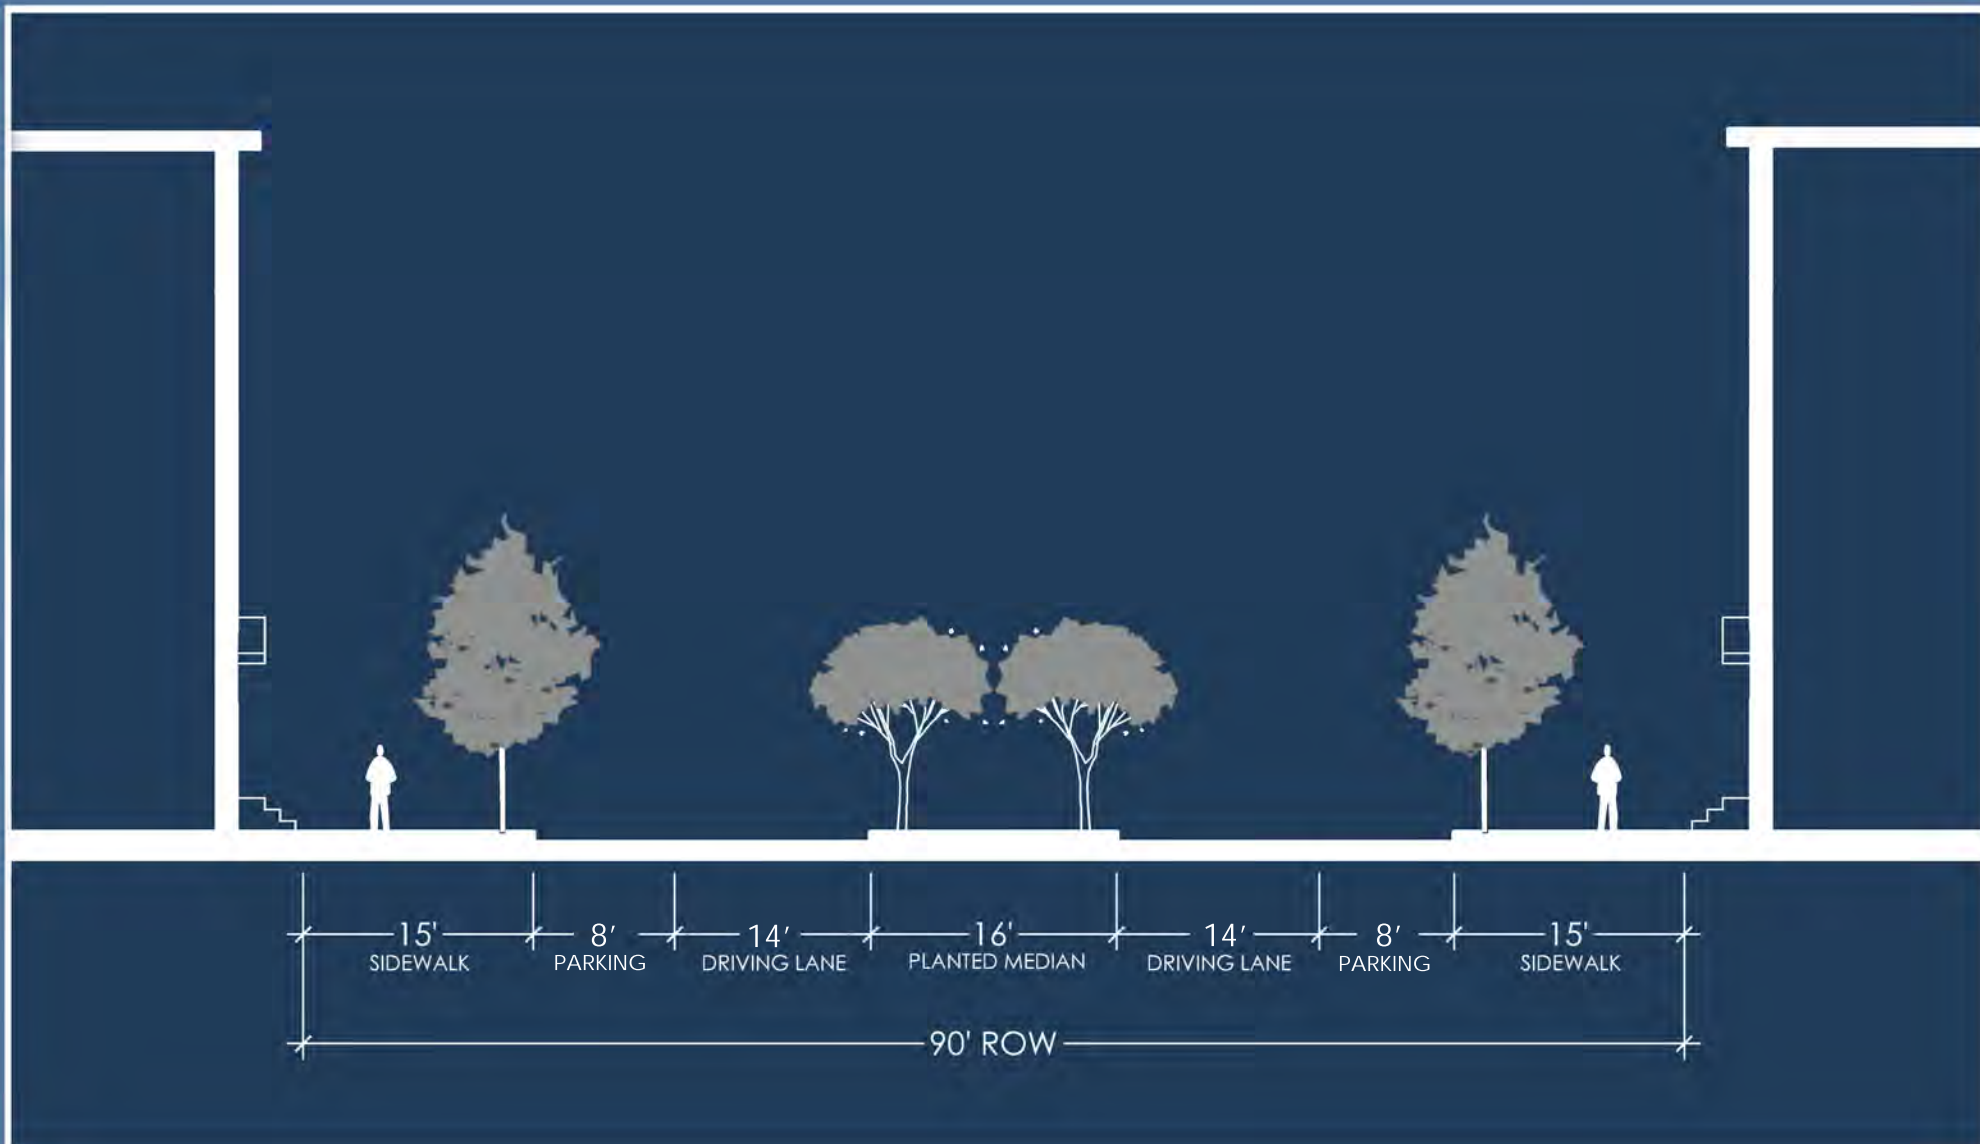 15' 8' 14' 16' 14' 8' 15'
SIDEWALK PARKING DRIVING LANE PLANTED MEDIAN DRIVING LANE PARKING SIDEWALK
90' ROW